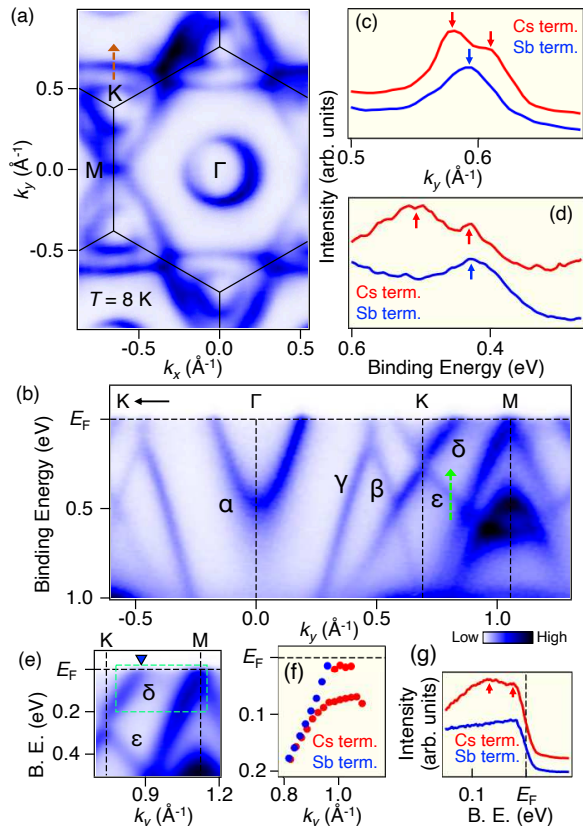 (a)
K
M
Γ
T = 8 K
0.5
0.0
-0.5
k_y (Å⁻¹)
-0.5
0.0
0.5
k_x (Å⁻¹)
(c)
Cs term.
Sb term.
0.5
0.6
k_y (Å⁻¹)
Intensity (arb. units)
(d)
Cs term.
Sb term.
0.6
0.4
Binding Energy (eV)
(b)
K
Γ
K
M
E_F
0.5
1.0
Binding Energy (eV)
α
γ
β
δ
ε
-0.5
0.0
0.5
1.0
k_y (Å⁻¹)
Low
High
(e)
K
M
E_F
0.2
0.4
B. E. (eV)
δ
ε
0.9
1.2
k_y (Å⁻¹)
(f)
E_F
0.1
0.2
Cs term.
Sb term.
0.8
1.0
k_y (Å⁻¹)
(g)
Intensity
(arb. units)
Cs term.
Sb term.
0.1
E_F
B. E. (eV)